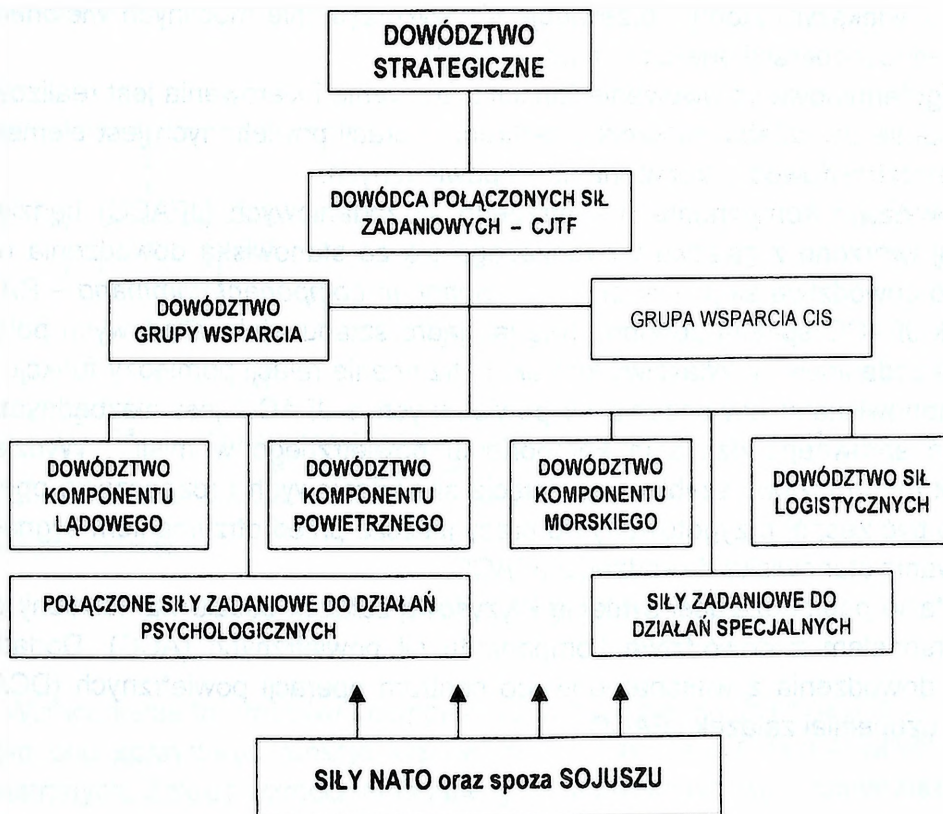 DOWÓDZTWO
STRATEGICZNE
DOWÓDCA POŁĄCZONYCH SIŁ
ZADANIOWYCH – CJTF
DOWÓDZTWO
GRUPY WSPARCIA
GRUPA WSPARCIA CIS
DOWÓDZTWO
KOMPONENTU
LĄDOWEGO
DOWÓDZTWO
KOMPONENTU
POWIETRZNEGO
DOWÓDZTWO
KOMPONENTU
MORSKIEGO
DOWÓDZTWO SIŁ
LOGISTYCZNYCH
POŁĄCZONE SIŁY ZADANIOWE DO DZIAŁAŃ
PSYCHOLOGICZNYCH
SIŁY ZADANIOWE DO
DZIAŁAŃ SPECJALNYCH
SIŁY NATO oraz spoza SOJUSZU